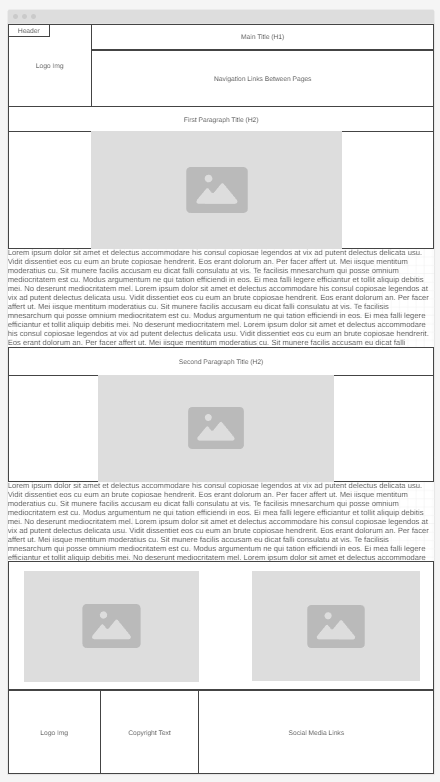 Header
Main Title (H1)
Logo Img
Navigation Links Between Pages
First Paragraph Title (H2)
Lorem ipsum dolor sit amet et delectus accommodare his consul copiosae legendos at vix ad putent delectus delicata usu.
Vidit dissentiet eos cu eum an brute copiosae hendrerit. Eos erant dolorum an. Per facer affert ut. Mei iisque mentitum
moderatius cu. Sit munere facilis accusam eu dicat falli consulatu at vis. Te facilisis mnesarchum qui posse omnium
mediocritatem est ut. Modus argumentum ne qui tation efficiendi in eos. Ei mea falli legere efficiantur et tollit aliquip debitis
mei. No deserunt mediocritatem mel. Lorem ipsum dolor sit amet et delectus accommodare his consul copiosae legendos at
vix ad putent delectus delicata usu. Vidit dissentiet eos cu eum an brute copiosae hendrerit. Eos erant dolorum an. Per facer
affert ut. Mei iisque mentitum moderatius cu. Sit munere facilis accusam eu dicat falli consulatu at vis. Te facilisis
mnesarchum qui posse omnium mediocritatem est ut. Modus argumentum ne qui tation efficiendi in eos. Ei mea falli legere
efficiantur et tollit aliquip debitis mei. No deserunt mediocritatem mel. Lorem ipsum dolor sit amet et delectus accommodare
his consul copiosae legendos at vix ad putent delectus delicata usu. Vidit dissentiet eos cu eum an brute copiosae hendrerit.
Eos erant dolorum an. Per facer affert ut. Mei iisque mentitum moderatius cu. Sit munere facilis accusam eu dicat falli
Second Paragraph Title (H2)
Lorem ipsum dolor sit amet et delectus accommodare his consul copiosae legendos at vix ad putent delectus delicata usu.
Vidit dissentiet eos cu eum an brute copiosae hendrerit. Eos erant dolorum an. Per facer affert ut. Mei iisque mentitum
moderatius cu. Sit munere facilis accusam eu dicat falli consulatu at vis. Te facilisis mnesarchum qui posse omnium
mediocritatem est ut. Modus argumentum ne qui tation efficiendi in eos. Ei mea falli legere efficiantur et tollit aliquip debitis
mei. No deserunt mediocritatem mel. Lorem ipsum dolor sit amet et delectus accommodare his consul copiosae legendos at
vix ad putent delectus delicata usu. Vidit dissentiet eos cu eum an brute copiosae hendrerit. Eos erant dolorum an. Per facer
affert ut. Mei iisque mentitum moderatius cu. Sit munere facilis accusam eu dicat falli consulatu at vis. Te facilisis
mnesarchum qui posse omnium mediocritatem est ut. Modus argumentum ne qui tation efficiendi in eos. Ei mea falli legere
efficiantur et tollit aliquip debitis mei. No deserunt mediocritatem mel. Lorem ipsum dolor sit amet et delectus accommodare
Logo Img
Copyright Text
Social Media Links